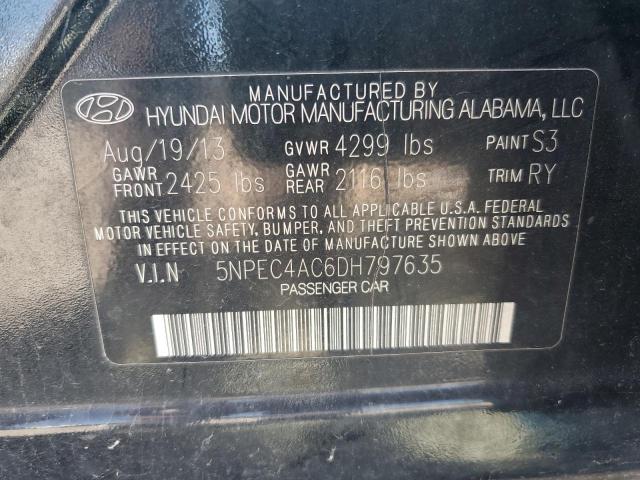 MANUFACTURED BY
HYUNDAI MOTOR MANUFACTURING ALABAMA, LLC
Aug/19/13 GVWR 4299 lbs PAINT S3
GAWR FRONT 2425 lbs GAWR REAR 2116 lbs TRIM RY
THIS VEHICLE CONFORMS TO ALL APPLICABLE U.S.A. FEDERAL
MOTOR VEHICLE SAFETY, BUMPER, AND THEFT PREVENTION STANDARDS
IN EFFECT ON THE DATE OF MANUFACTURE SHOWN ABOVE
V.I.N 5NPEC4AC6DH797635
PASSENGER CAR